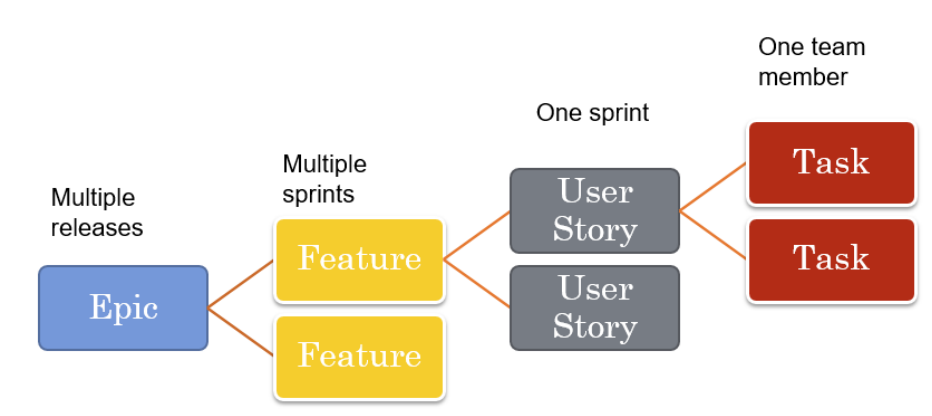 Multiple
releases
Epic
Multiple
sprints
Feature
Feature
One sprint
User
Story
User
Story
One team
member
Task
Task